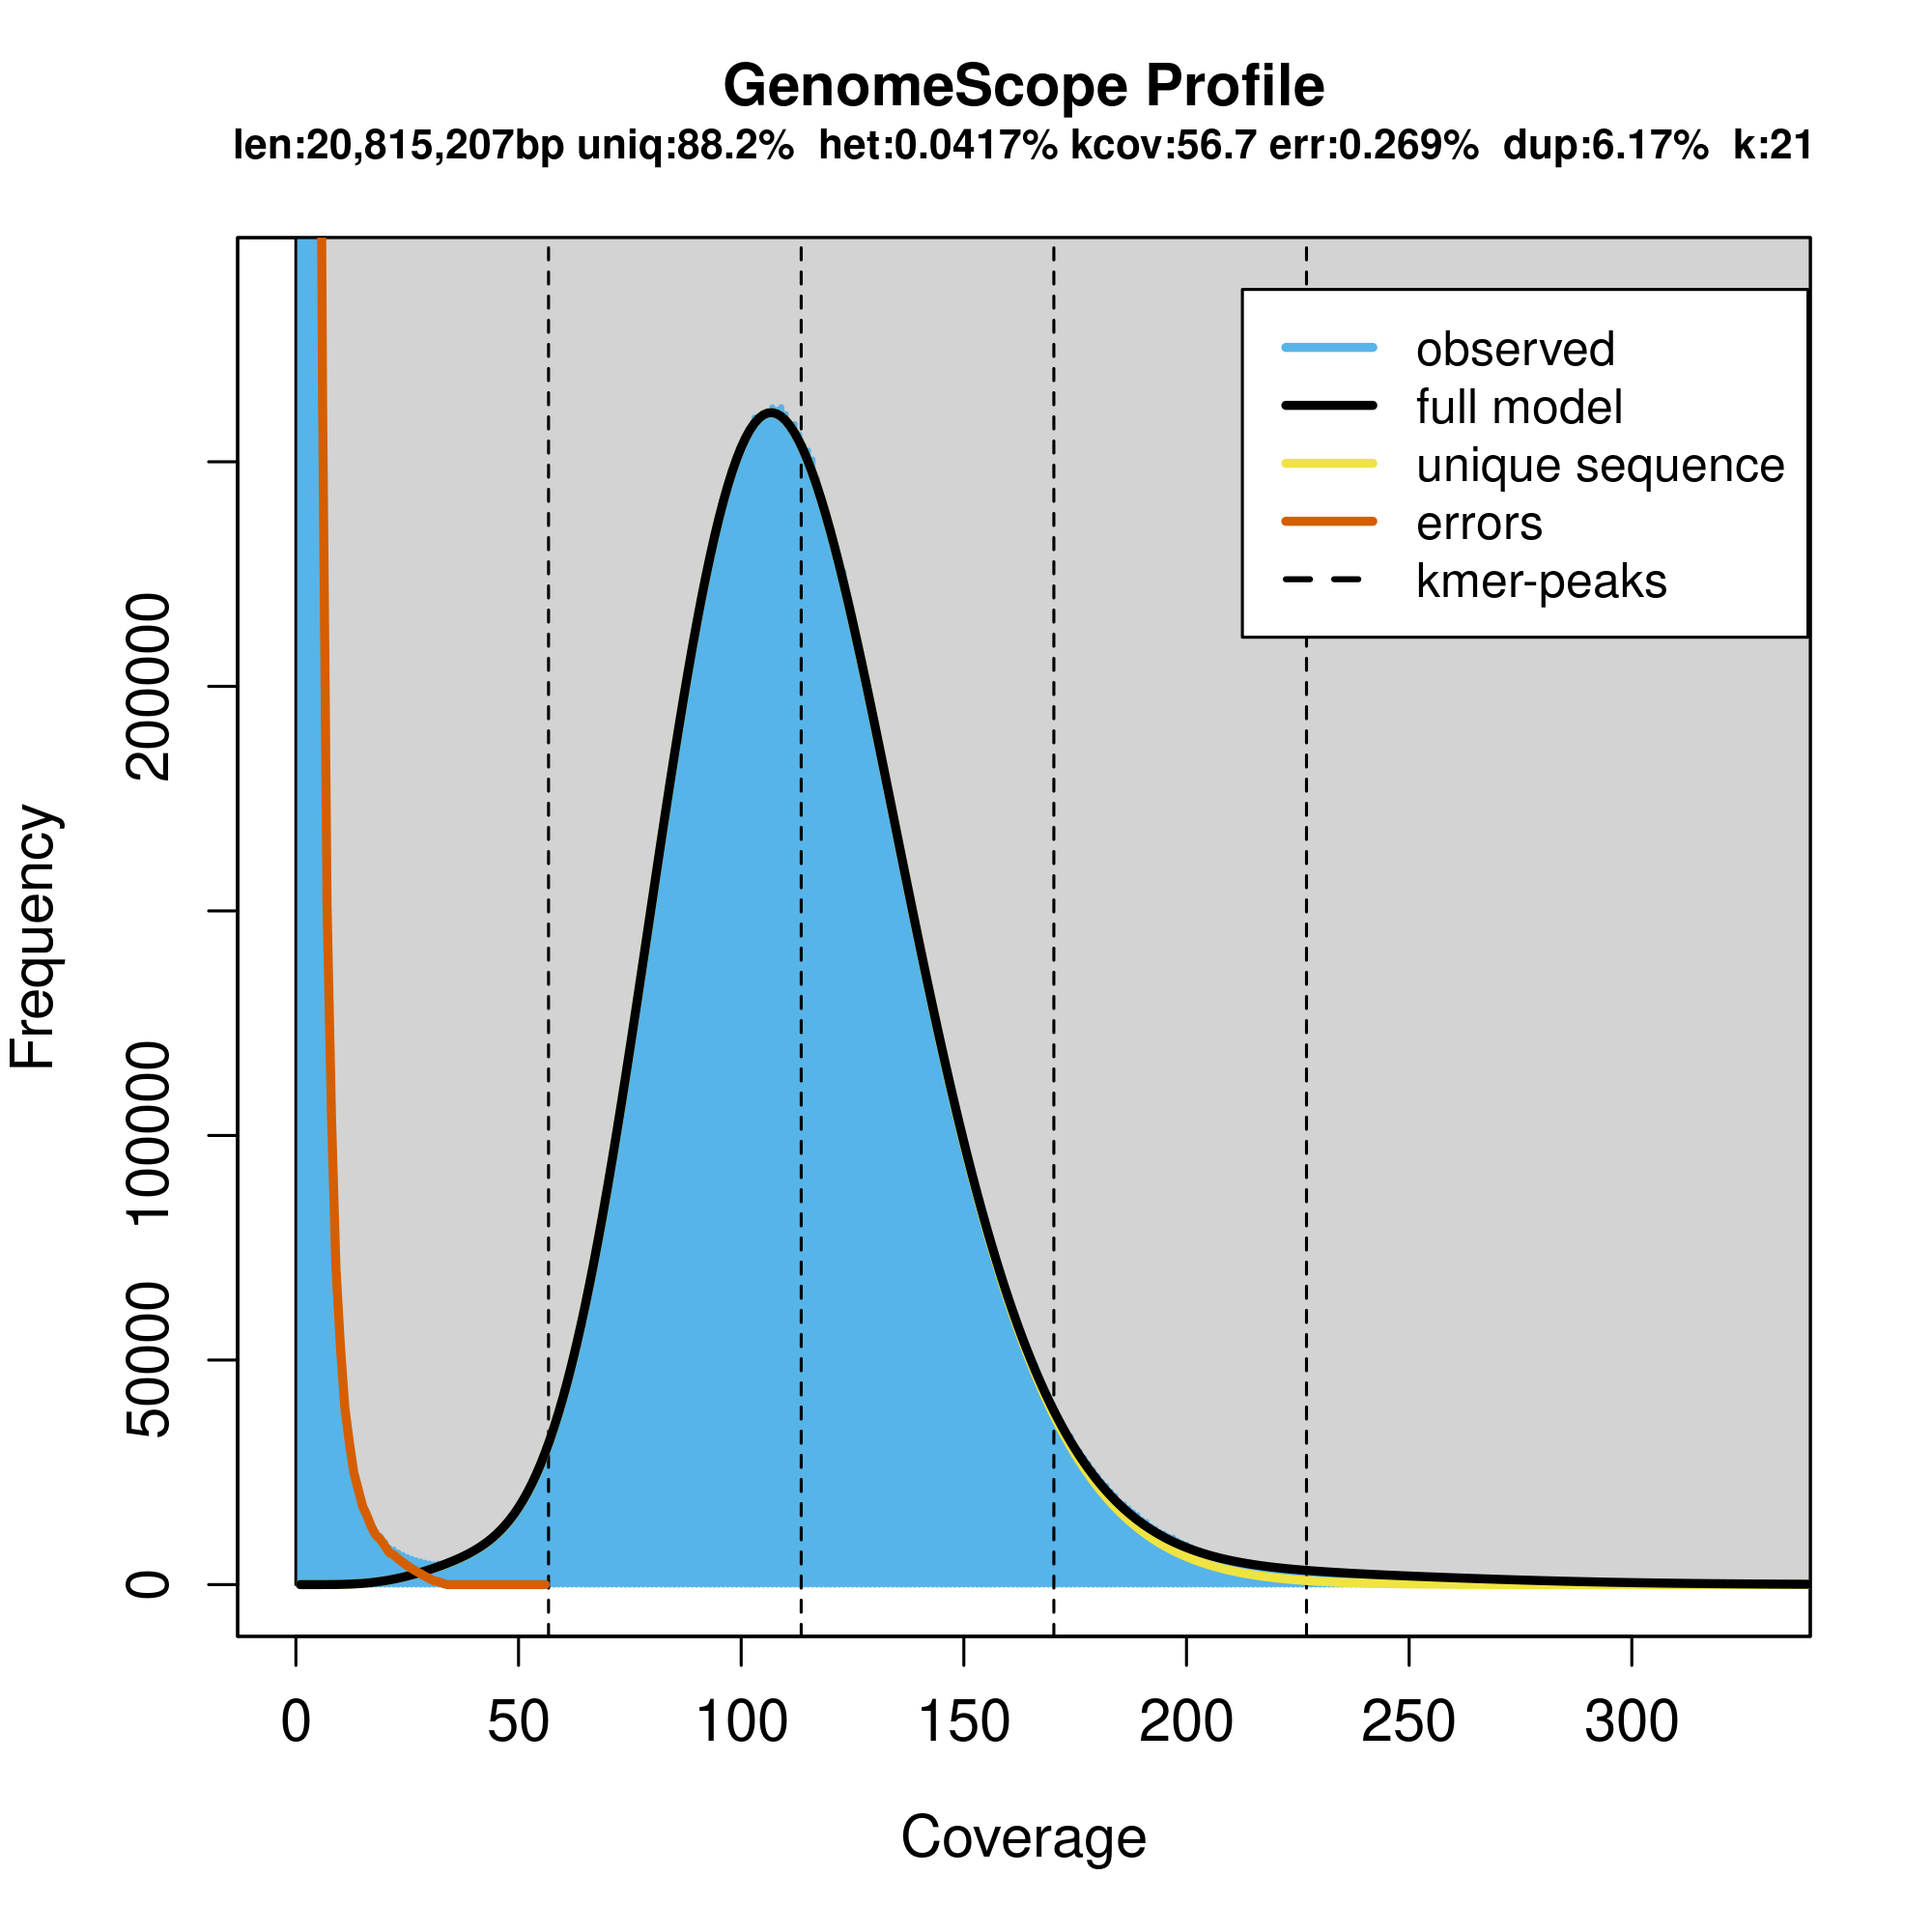 GenomeScope Profile
len:20,815,207bp uniq:88.2% het:0.0417% kcov:56.7 err:0.269% dup:6.17% k:21
observed
full model
unique sequence
errors
kmer-peaks
Frequency
200000
100000
50000
0
0 50 100 150 200 250 300
Coverage